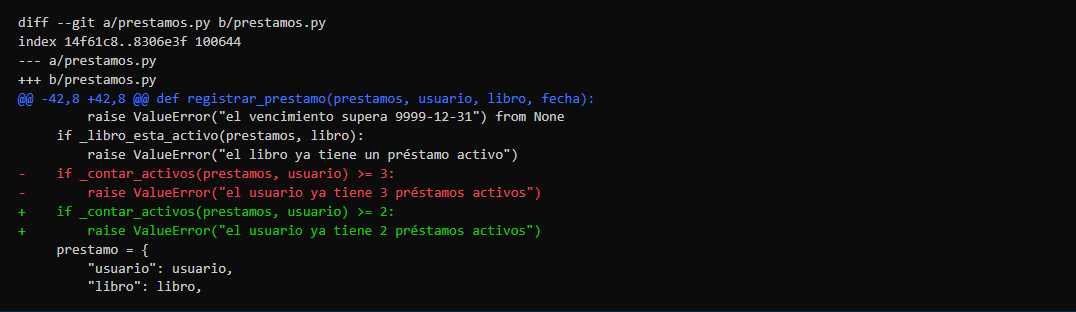 diff --git a/prestamos.py b/prestamos.py
index 14f61c8..8306e3f 100644
--- a/prestamos.py
+++ b/prestamos.py
@@ -42,8 +42,8 @@ def registrar_prestamo(prestamos, usuario, libro, fecha):
         raise ValueError("el vencimiento supera 9999-12-31") from None
     if _libro_esta_activo(prestamos, libro):
         raise ValueError("el libro ya tiene un préstamo activo")
-    if _contar_activos(prestamos, usuario) >= 3:
-        raise ValueError("el usuario ya tiene 3 préstamos activos")
+    if _contar_activos(prestamos, usuario) >= 2:
+        raise ValueError("el usuario ya tiene 2 préstamos activos")
     prestamo = {
         "usuario": usuario,
         "libro": libro,